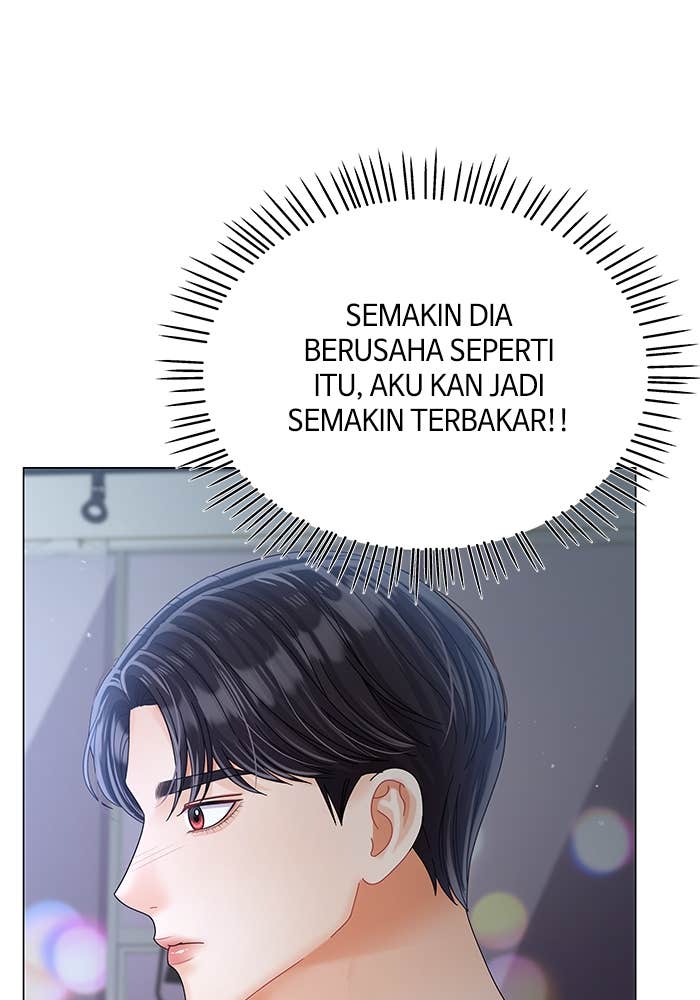 SEMAKIN DIA
BERUSAHA SEPERTI
ITU, AKU KAN JADI
SEMAKIN TERBAKAR!!